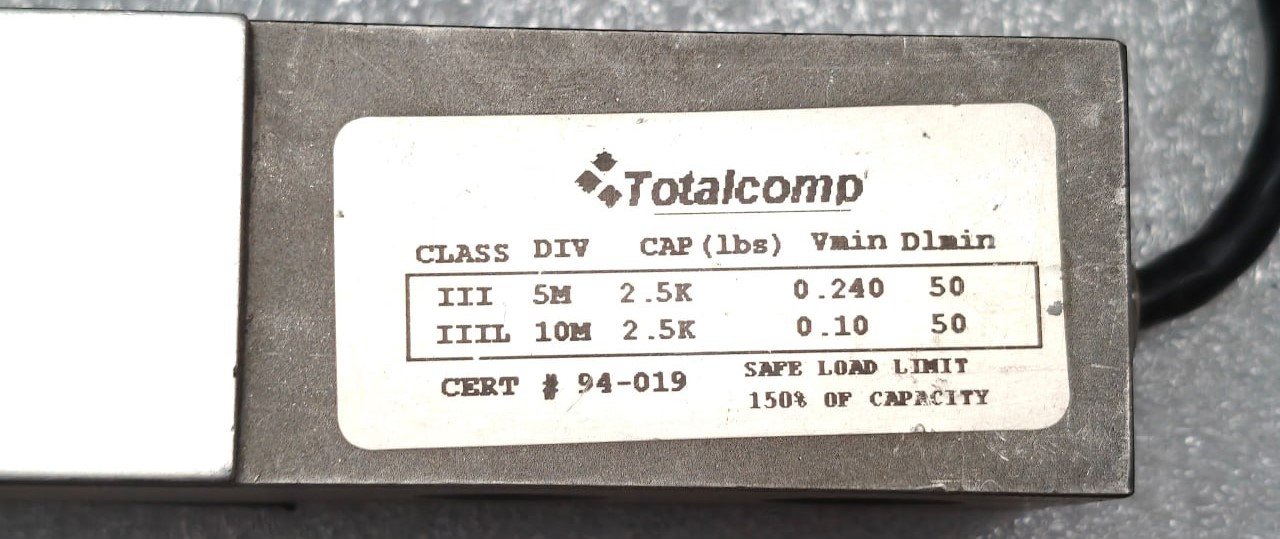 Totalcomp
CLASS DIV CAP (lbs) Vmin Dlmin
III 5M 2.5K 0.240 50
IIIL 10M 2.5K 0.10 50
CERT # 94-019
SAFE LOAD LIMIT
150% OF CAPACITY